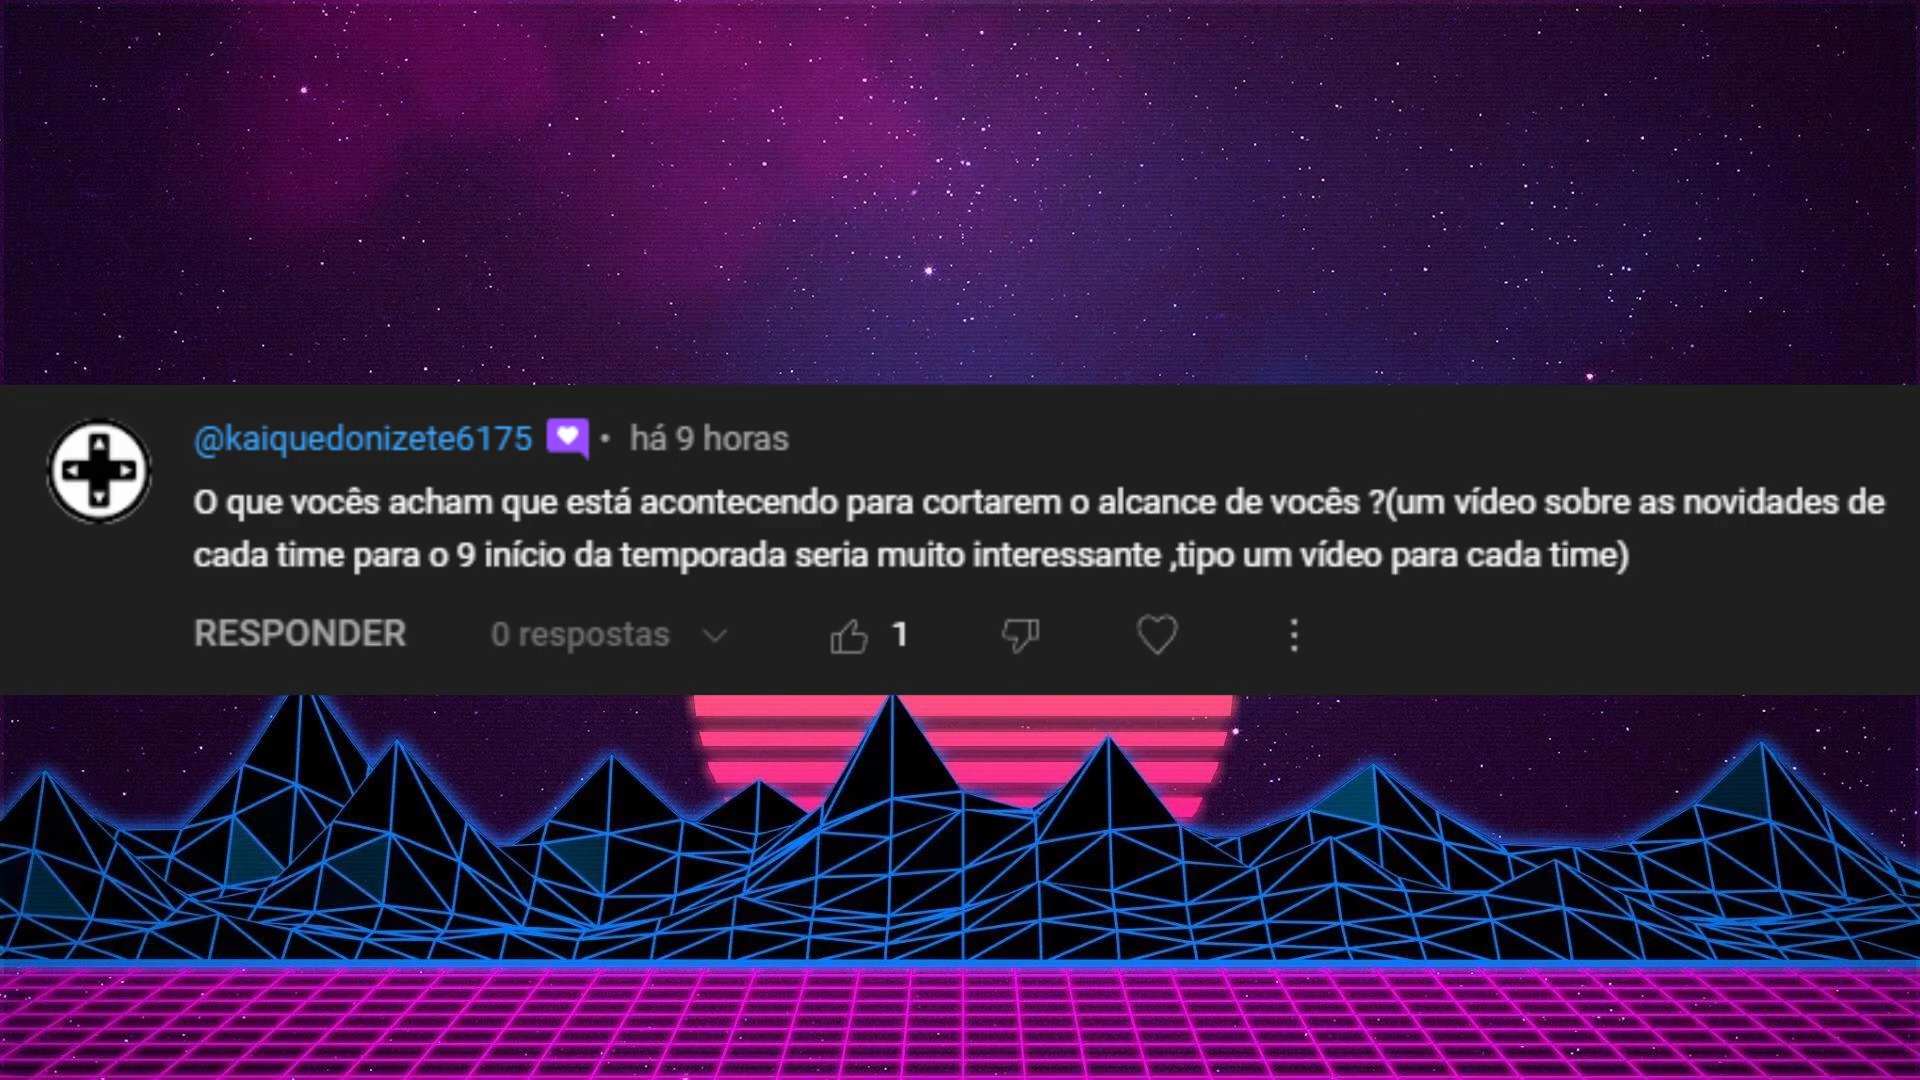 @kaiquedonizete6175 • há 9 horas
O que vocês acham que está acontecendo para cortarem o alcance de vocês ?(um vídeo sobre as novidades de
cada time para o 9 início da temporada seria muito interessante ,tipo um vídeo para cada time)
RESPONDER 0 respostas 1